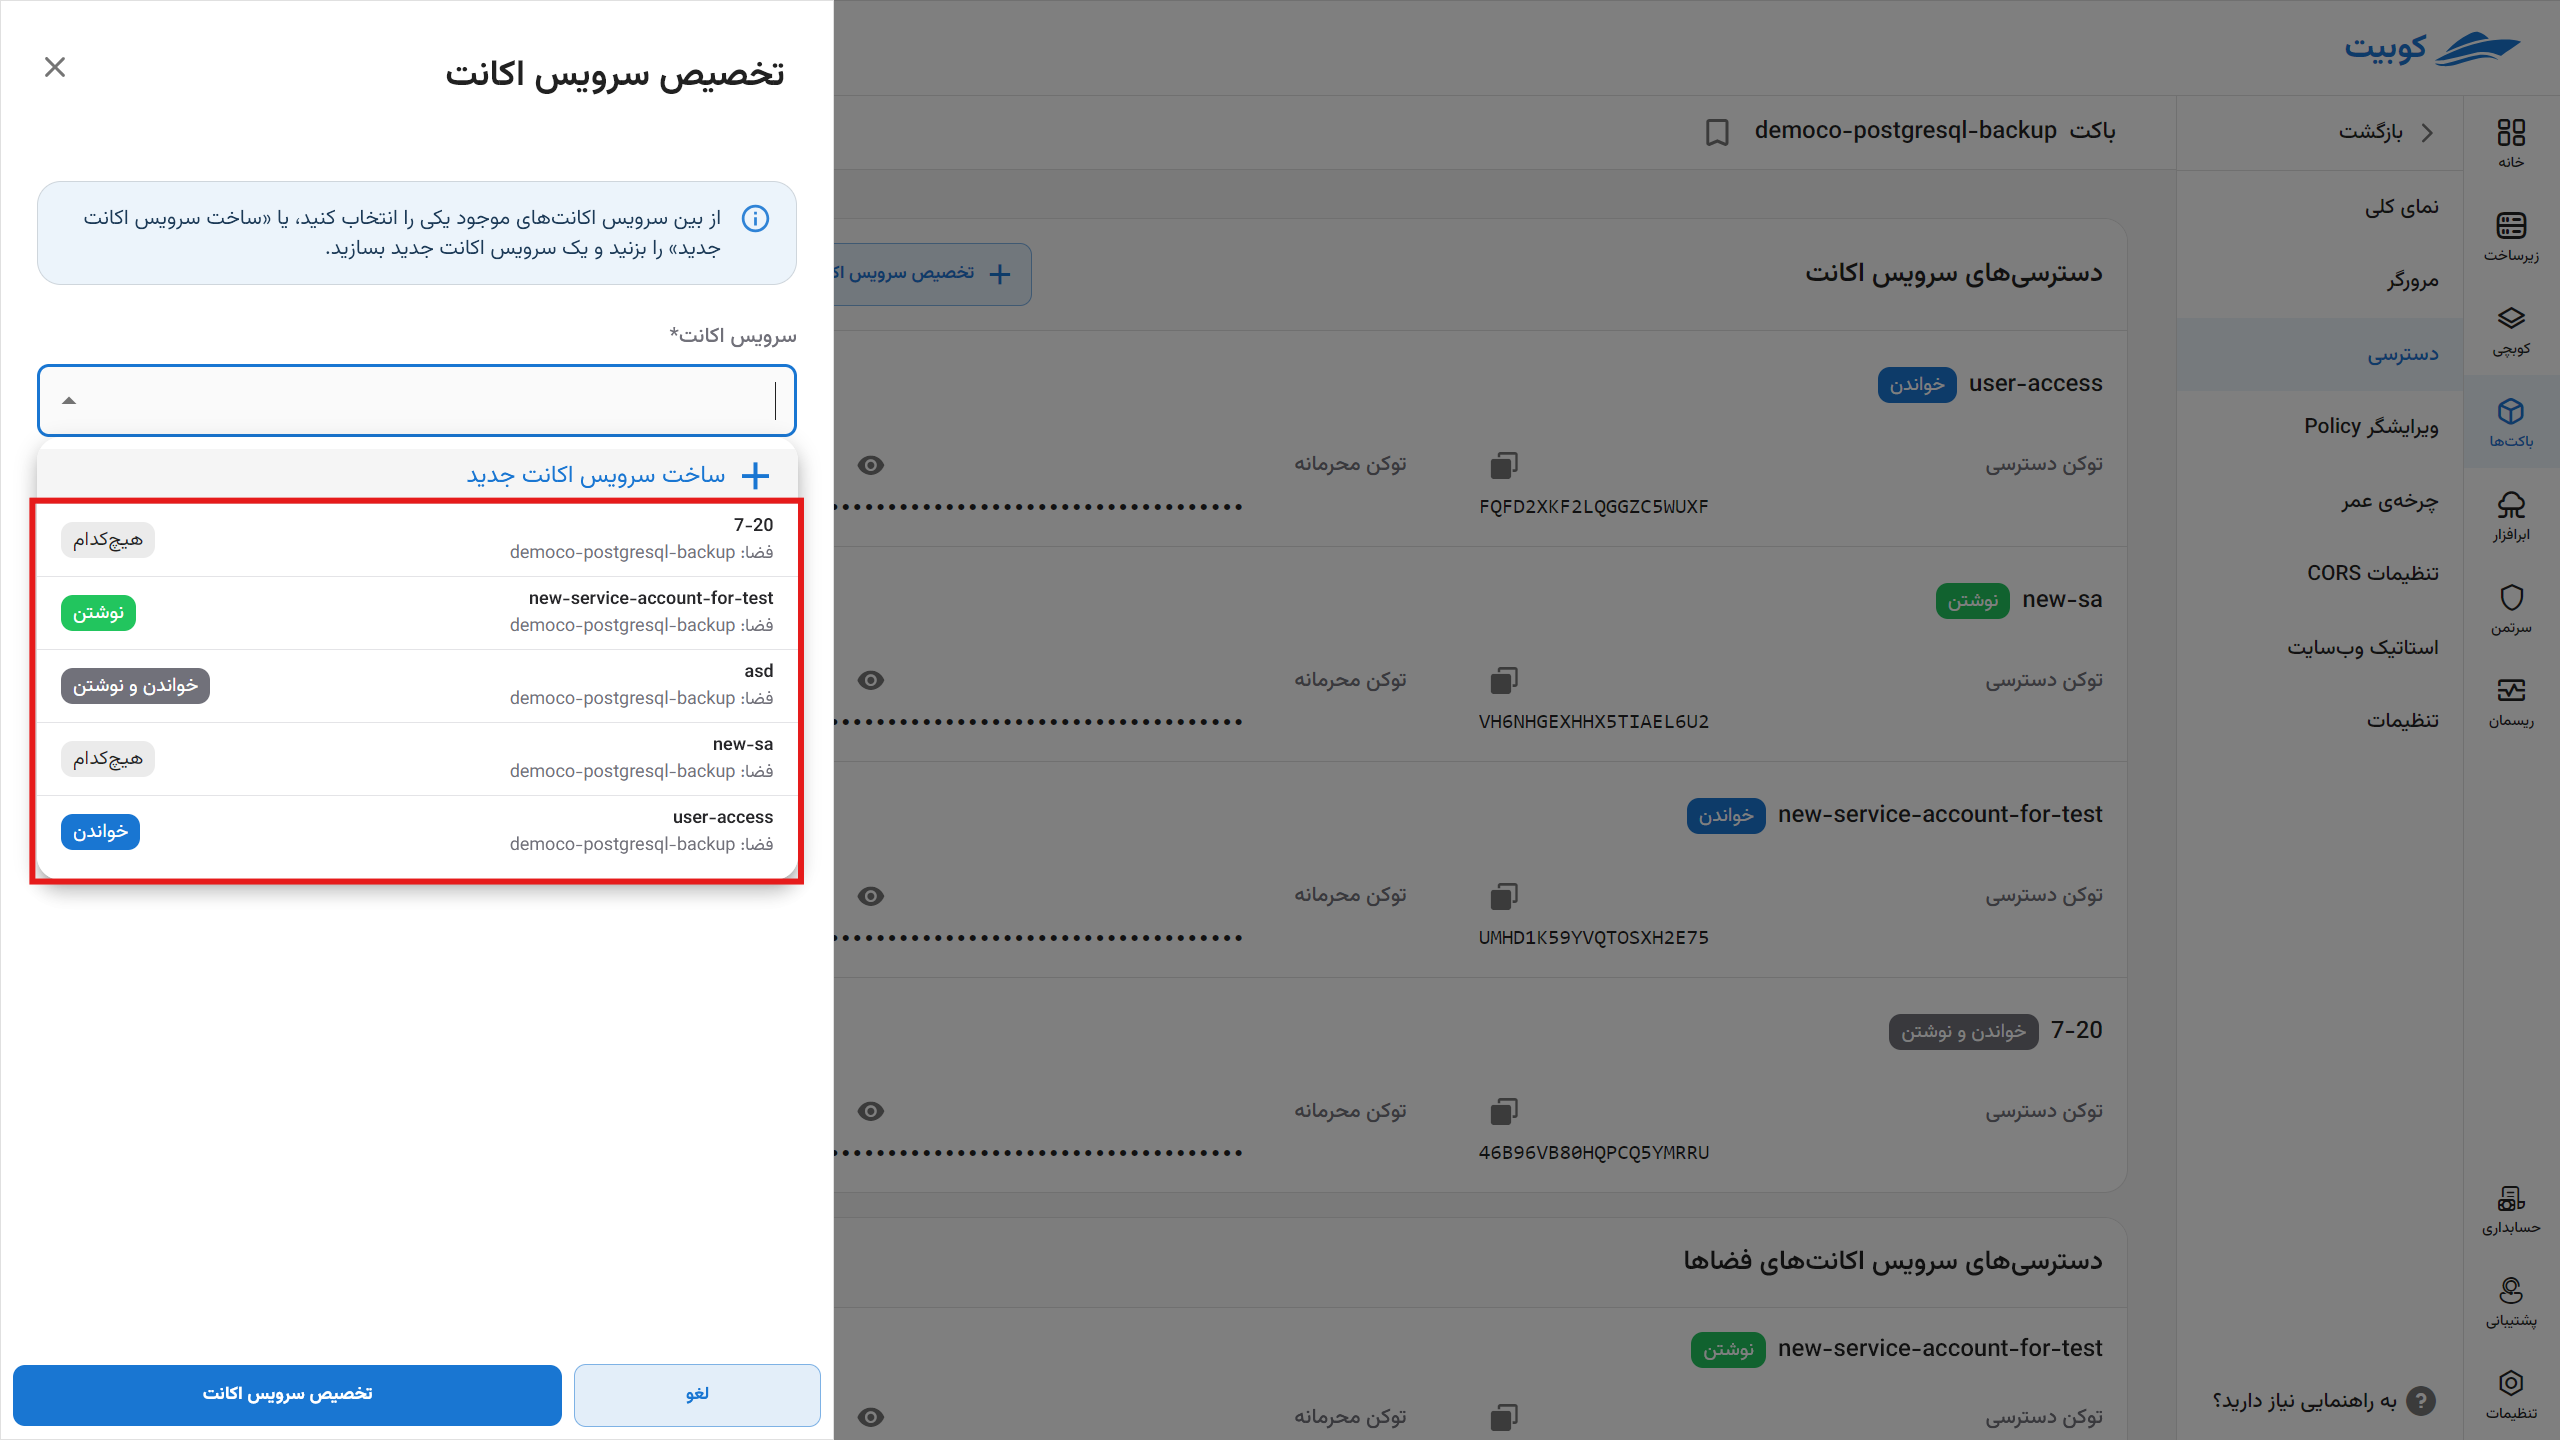 کوبیت
خانه
زیرساخت
کوبچی
باکت‌ها
ابرافزار
سرتمن
ریسمان
حسابداری
پشتیبانی
تنظیمات
بازگشت
نمای کلی
مرورگر
دسترسی
ویرایشگر Policy
چرخه‌ی عمر
تنظیمات CORS
استاتیک وب‌سایت
تنظیمات
به راهنمایی نیاز دارید؟
باکت democo-postgresql-backup
دسترسی‌های سرویس اکانت
تخصیص سرویس
user-access خواندن
توکن دسترسی
توکن محرمانه
FQFD2XKF2LQGGZC5WUXF
new-sa نوشتن
توکن دسترسی
توکن محرمانه
VH6NHGEXHHX5TIAEL6U2
new-service-account-for-test خواندن
توکن دسترسی
توکن محرمانه
UMHD1K59YVQTOSXH2E75
7-20 خواندن و نوشتن
توکن دسترسی
توکن محرمانه
46B96VB80HQPCQ5YMRRU
دسترسی‌های سرویس اکانت‌های فضاها
new-service-account-for-test نوشتن
توکن دسترسی
توکن محرمانه
تخصیص سرویس اکانت
از بین سرویس اکانت‌های موجود یکی را انتخاب کنید، یا «ساخت سرویس اکانت
جدید» را بزنید و یک سرویس اکانت جدید بسازید.
سرویس اکانت*
ساخت سرویس اکانت جدید
7-20
فضا: democo-postgresql-backup
هیچ‌کدام
new-service-account-for-test
فضا: democo-postgresql-backup
نوشتن
asd
فضا: democo-postgresql-backup
خواندن و نوشتن
new-sa
فضا: democo-postgresql-backup
هیچ‌کدام
user-access
فضا: democo-postgresql-backup
خواندن
لغو
تخصیص سرویس اکانت